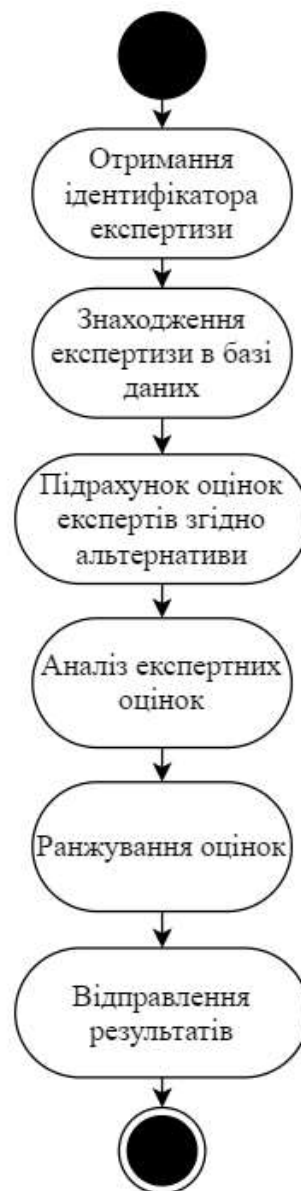 Отримання
ідентифікатора
експертизи
Знаходження
експертизи в базі
даних
Підрахунок оцінок
експертів згідно
альтернативи
Аналіз експертних
оцінок
Ранжування оцінок
Відправлення
результатів